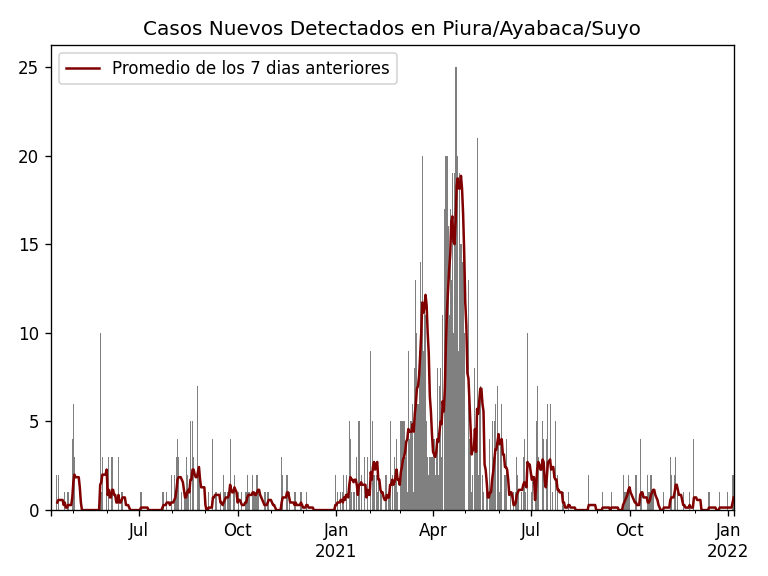 Casos Nuevos Detectados en Piura/Ayabaca/Suyo
Promedio de los 7 dias anteriores
25
20
15
10
5
0
Jul Oct Jan Apr Jul Oct Jan
2021 2022